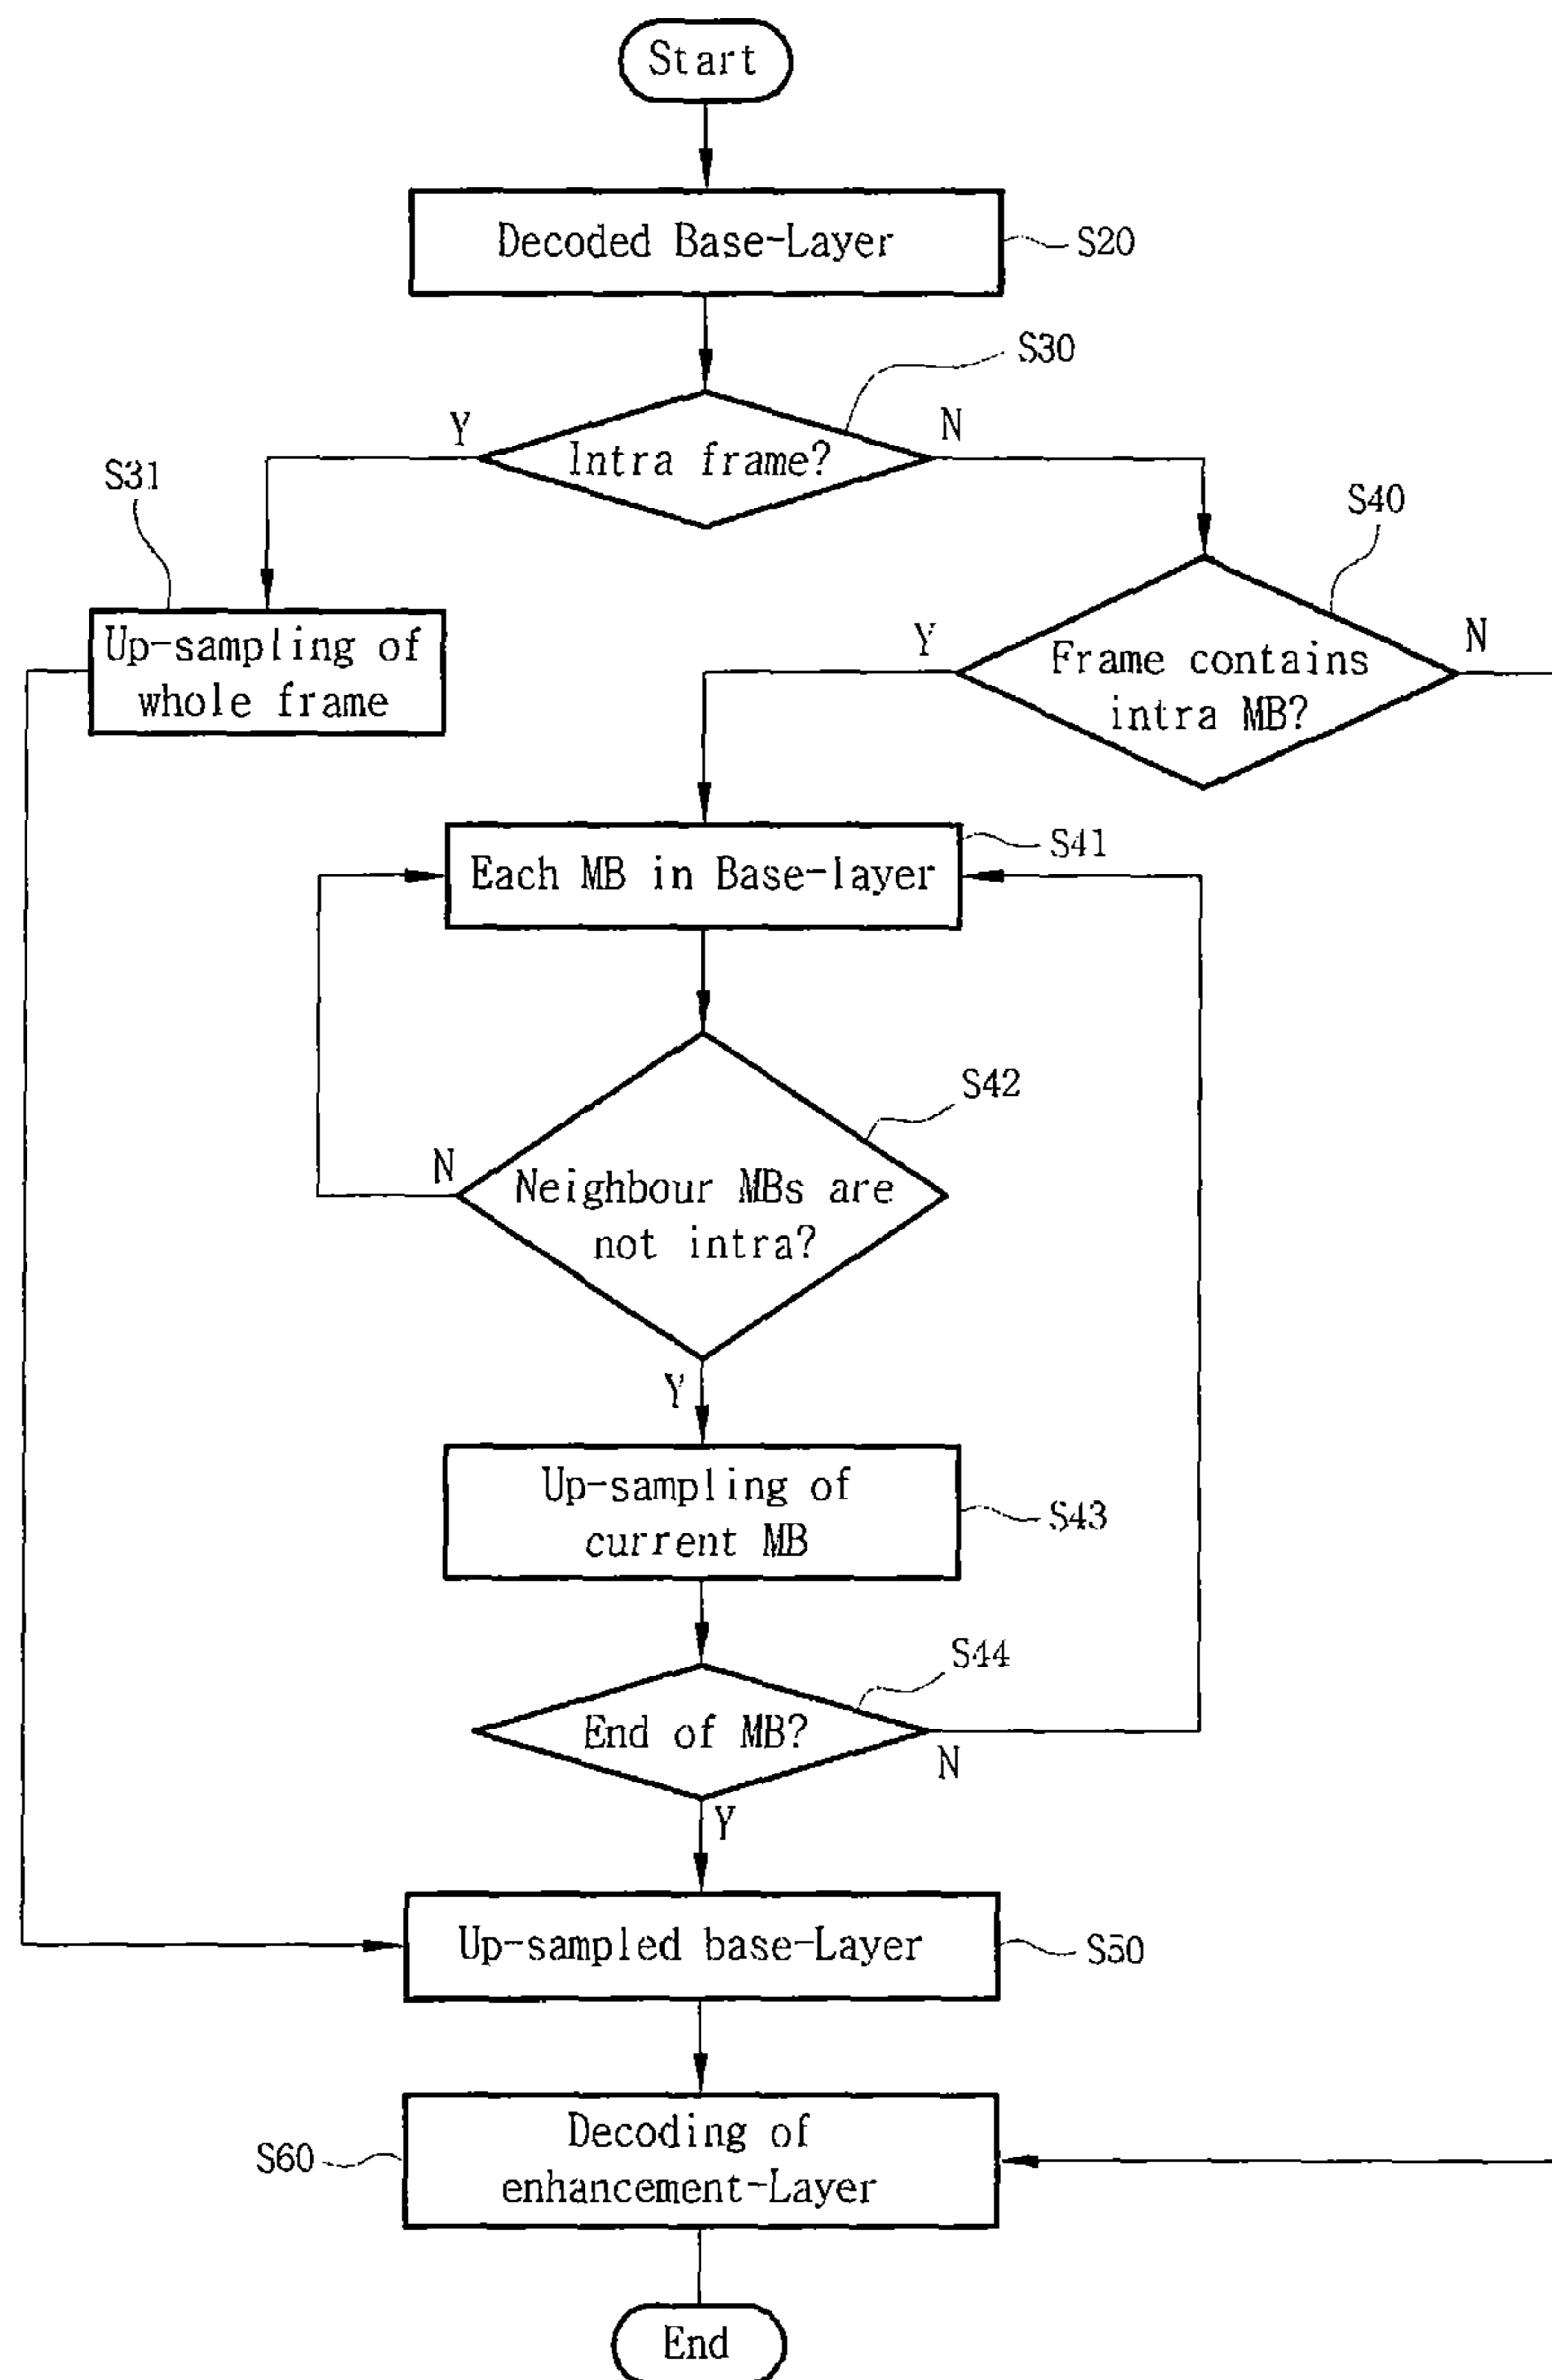 Start
Decoded Base-Layer
S20
S30
Y
Intra frame?
N
S31
S40
Up-sampling of
whole frame
Y
Frame contains
intra MB?
N
S41
Each MB in Base-layer
S42
N
Neighbour MBs are
not intra?
Y
Up-sampling of
current MB
S43
S44
End of MB?
N
Y
Up-sampled base-Layer
S50
Decoding of
enhancement-Layer
S60
End